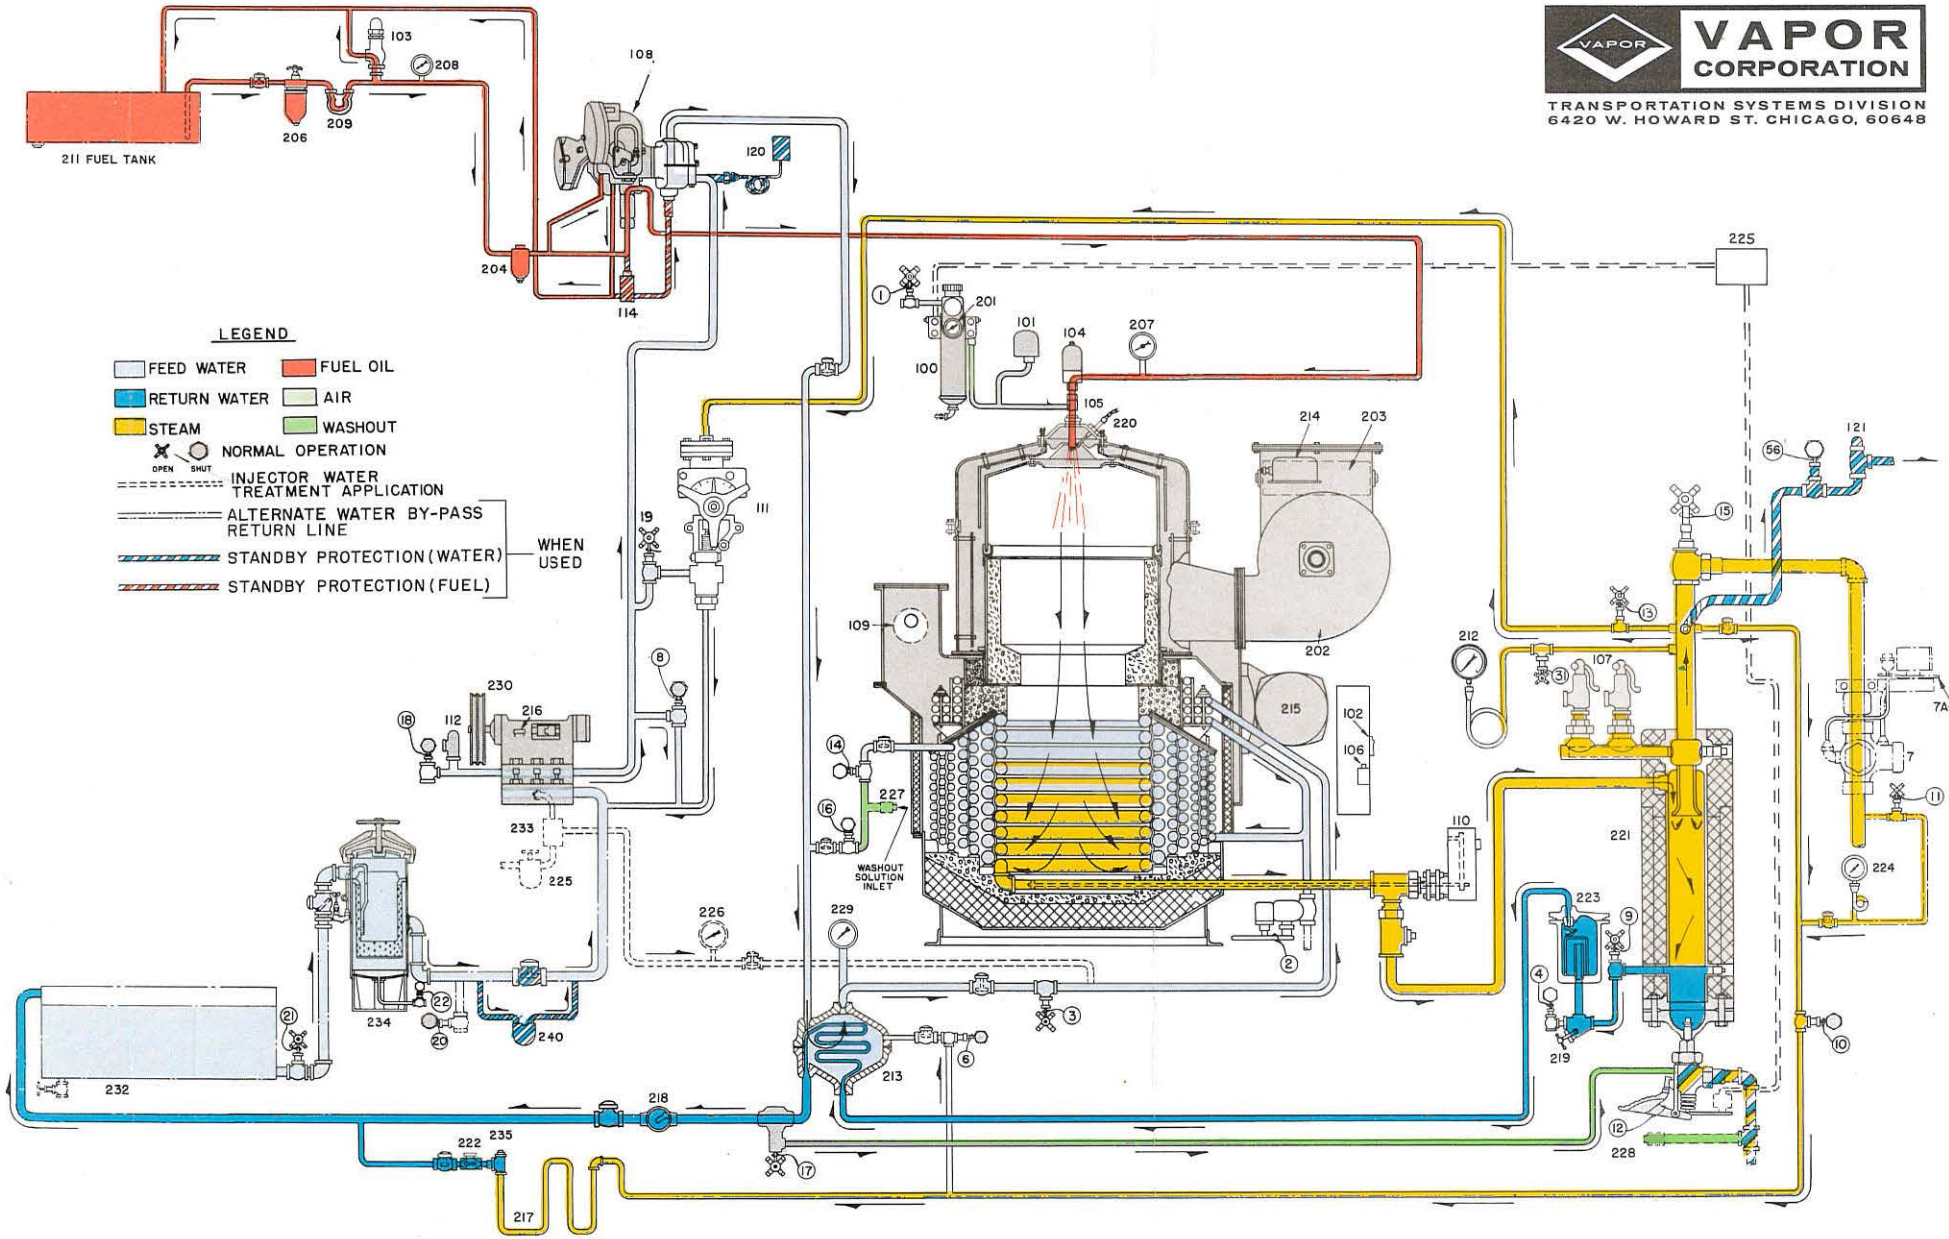 VAPOR
VAPOR
CORPORATION
TRANSPORTATION SYSTEMS DIVISION
6420 W. HOWARD ST. CHICAGO, 60648
103
208
108
206
209
211 FUEL TANK
120
204
114
225
1
201
101
104
207
100
105
220
214
203
LEGEND
FEED WATER
FUEL OIL
RETURN WATER
AIR
STEAM
WASHOUT
OPEN
SHUT
NORMAL OPERATION
INJECTOR WATER
TREATMENT APPLICATION
ALTERNATE WATER BY-PASS
RETURN LINE
STANDBY PROTECTION (WATER)
STANDBY PROTECTION (FUEL)
WHEN
USED
111
19
56
121
15
109
202
13
212
31
107
8
230
216
112
18
215
102
106
7A
7
14
227
16
WASHOUT
SOLUTION
INLET
110
221
11
224
233
225
226
229
2
223
9
4
219
3
22
234
20
240
21
232
6
213
10
218
235
222
17
12
228
217